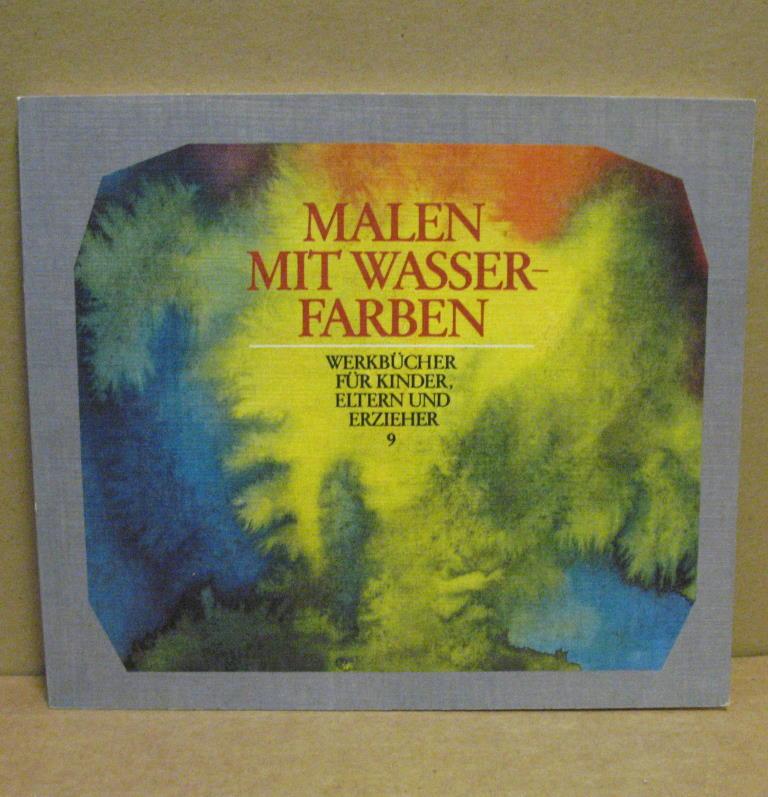 MALEN
MIT WASSER-
FARBEN
WERKBÜCHER
FÜR KINDER,
ELTERN UND
ERZIEHER
9